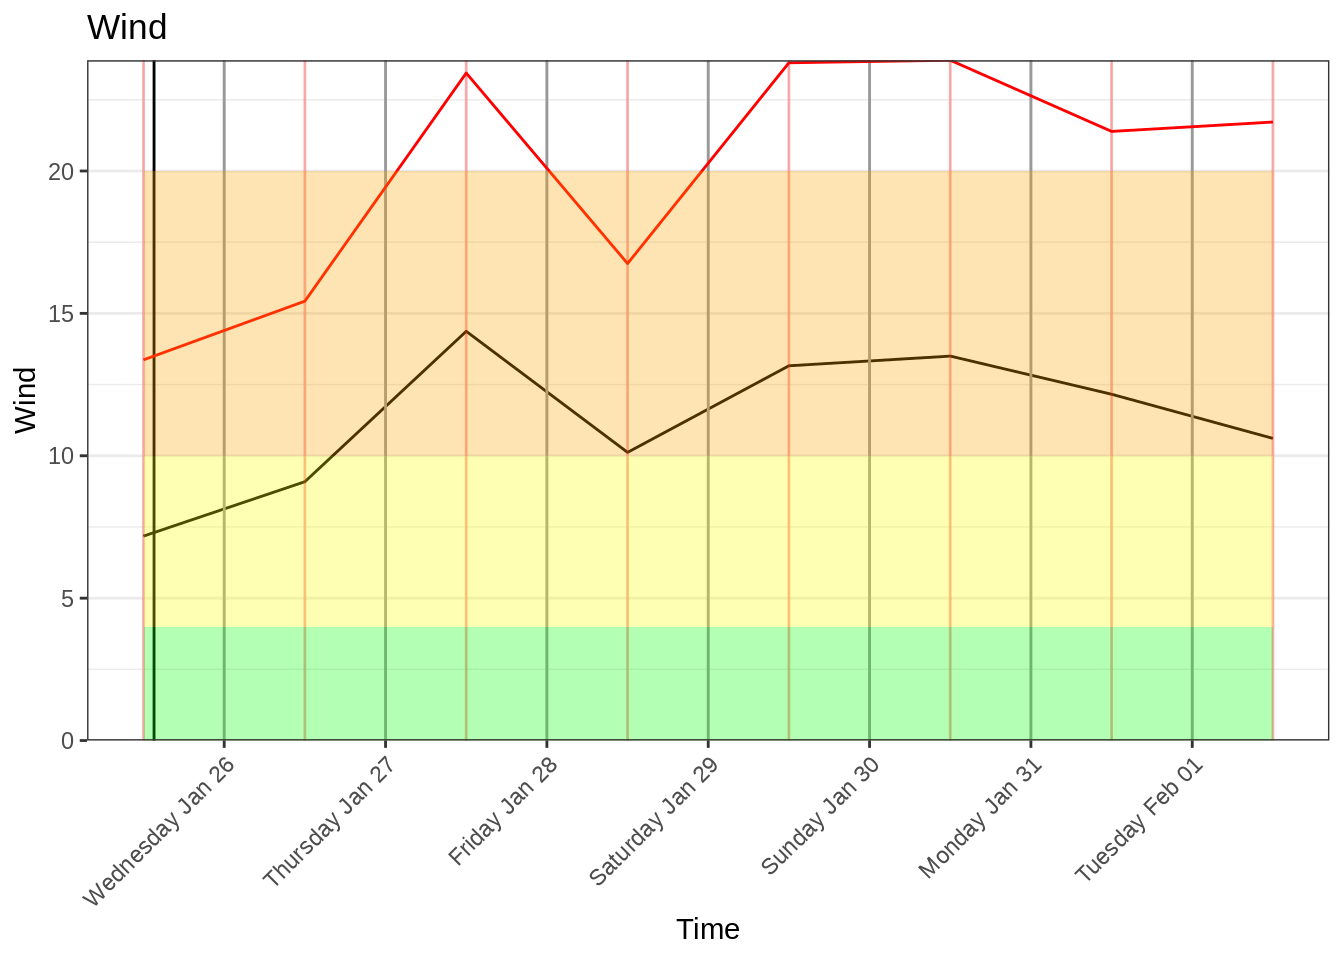 Wind
Wind
20
15
10
5
0
Wednesday Jan 26
Thursday Jan 27
Friday Jan 28
Saturday Jan 29
Sunday Jan 30
Monday Jan 31
Tuesday Feb 01
Time